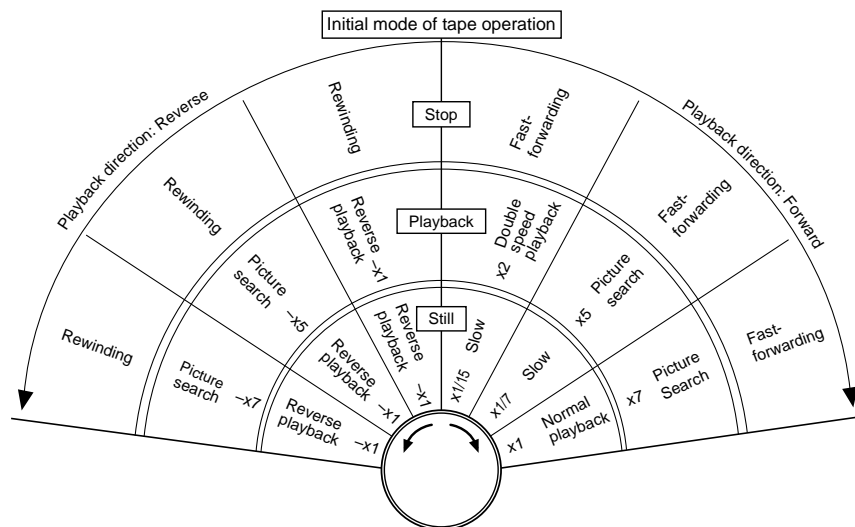 Initial mode of tape operation
Playback direction: Reverse
Playback direction: Forward
Stop
Rewinding
Rewinding
Rewinding
Fast-
forwarding
Fast-
forwarding
Fast-
forwarding
Playback
Picture
search –x7
Picture
search –x5
Reverse
playback –x1
Double
speed
playback
x2
x5 Picture
search
x7 Picture
Search
Still
Reverse
playback –x1
Reverse
playback –x1
Reverse
playback –x1
x1/15 Slow
x1/7 Slow
x1 Normal
playback